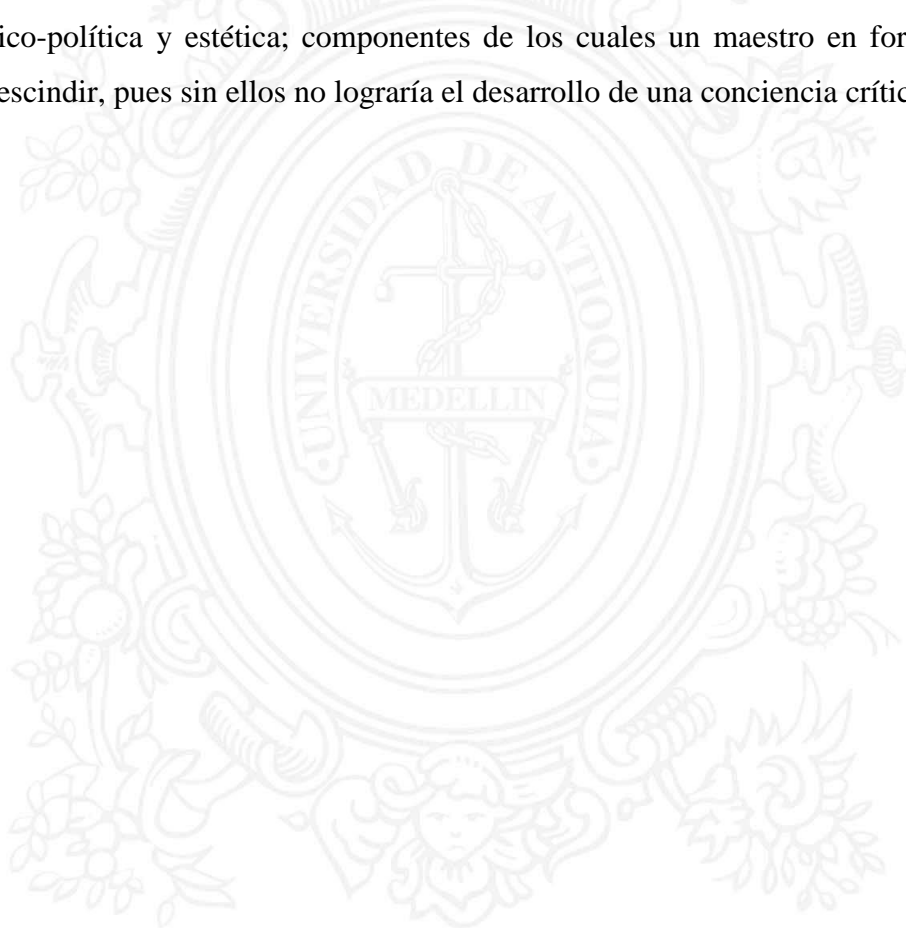 ico-política y estética; componentes de los cuales un maestro en for
escindir, pues sin ellos no lograría el desarrollo de una conciencia crític
UNIVERSIDAD DE ANTIOQUIA
MEDELLIN